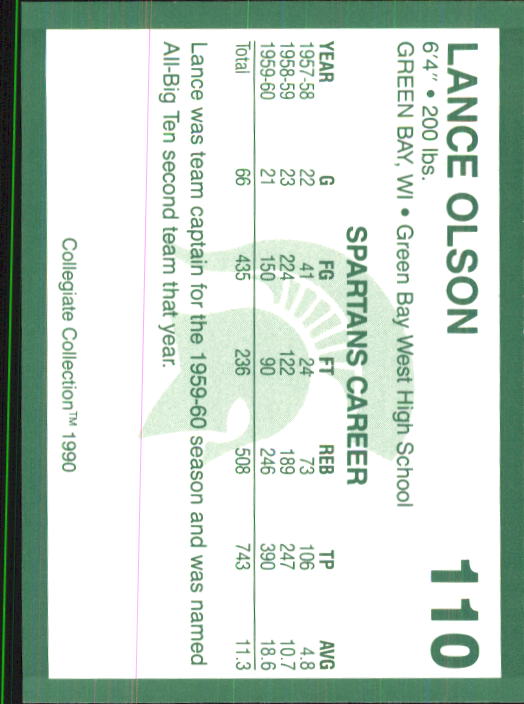 LANCE OLSON 110
6'4" • 200 lbs.
GREEN BAY, WI • Green Bay West High School
SPARTANS CAREER
YEAR G FG FT REB TP AVG
1957-58 22 41 24 73 106 4.8
1958-59 23 224 122 189 247 10.7
1959-60 21 150 90 246 390 18.6
Total 66 435 236 508 743 11.3
Lance was team captain for the 1959-60 season and was named
All-Big Ten second team that year.
Collegiate Collection™ 1990